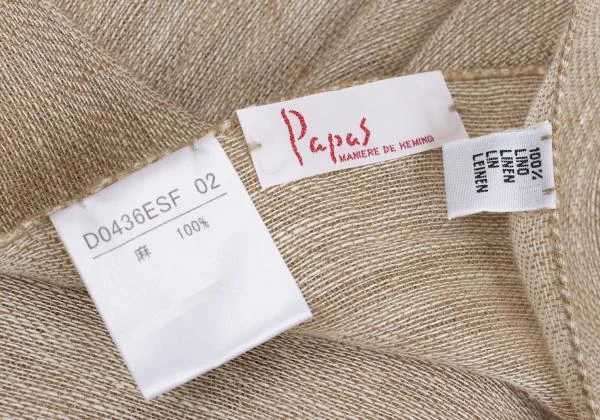 Papas
MANIERE DE HEMING
100%
LINO
LINEN
LIN
LEINEN
D0436ESF 02
麻 100%